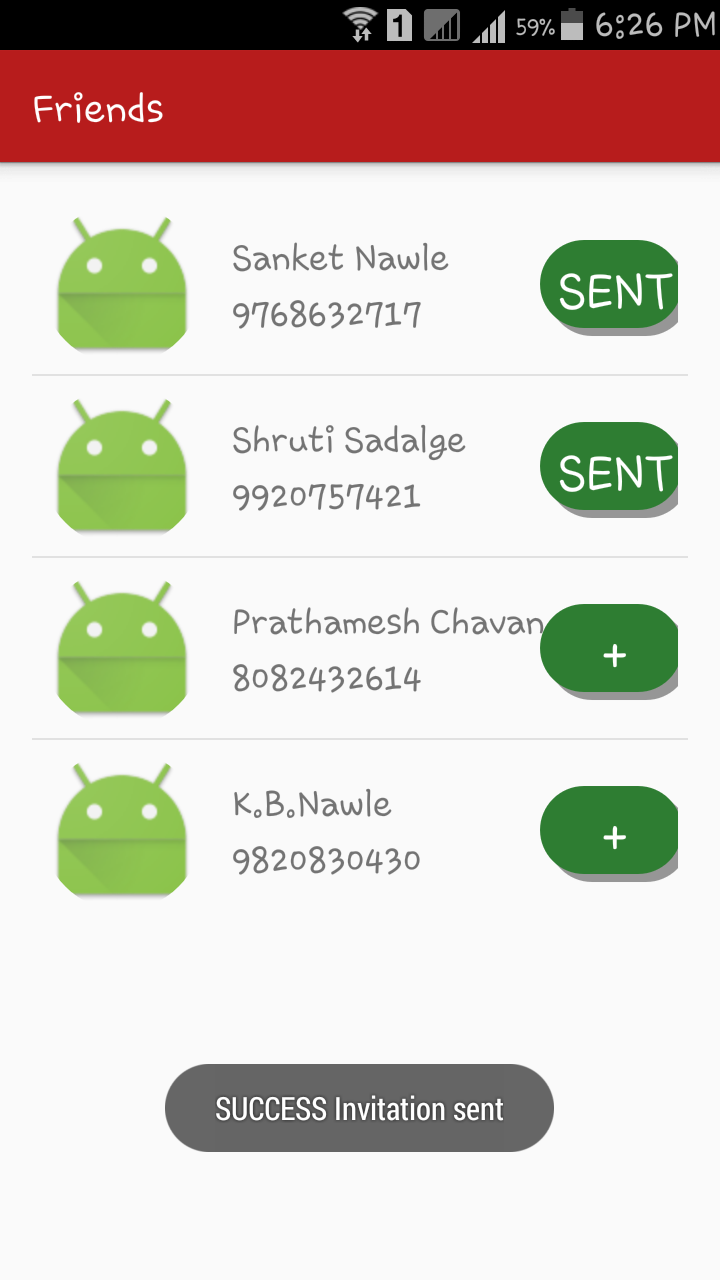 1 59% 6:26 PM
Friends
Sanket Nawle
9768632717
SENT
Shruti Sadalge
9920757421
SENT
Prathamesh Chavan
8082432614
+
K.B.Nawle
9820830430
+
SUCCESS Invitation sent